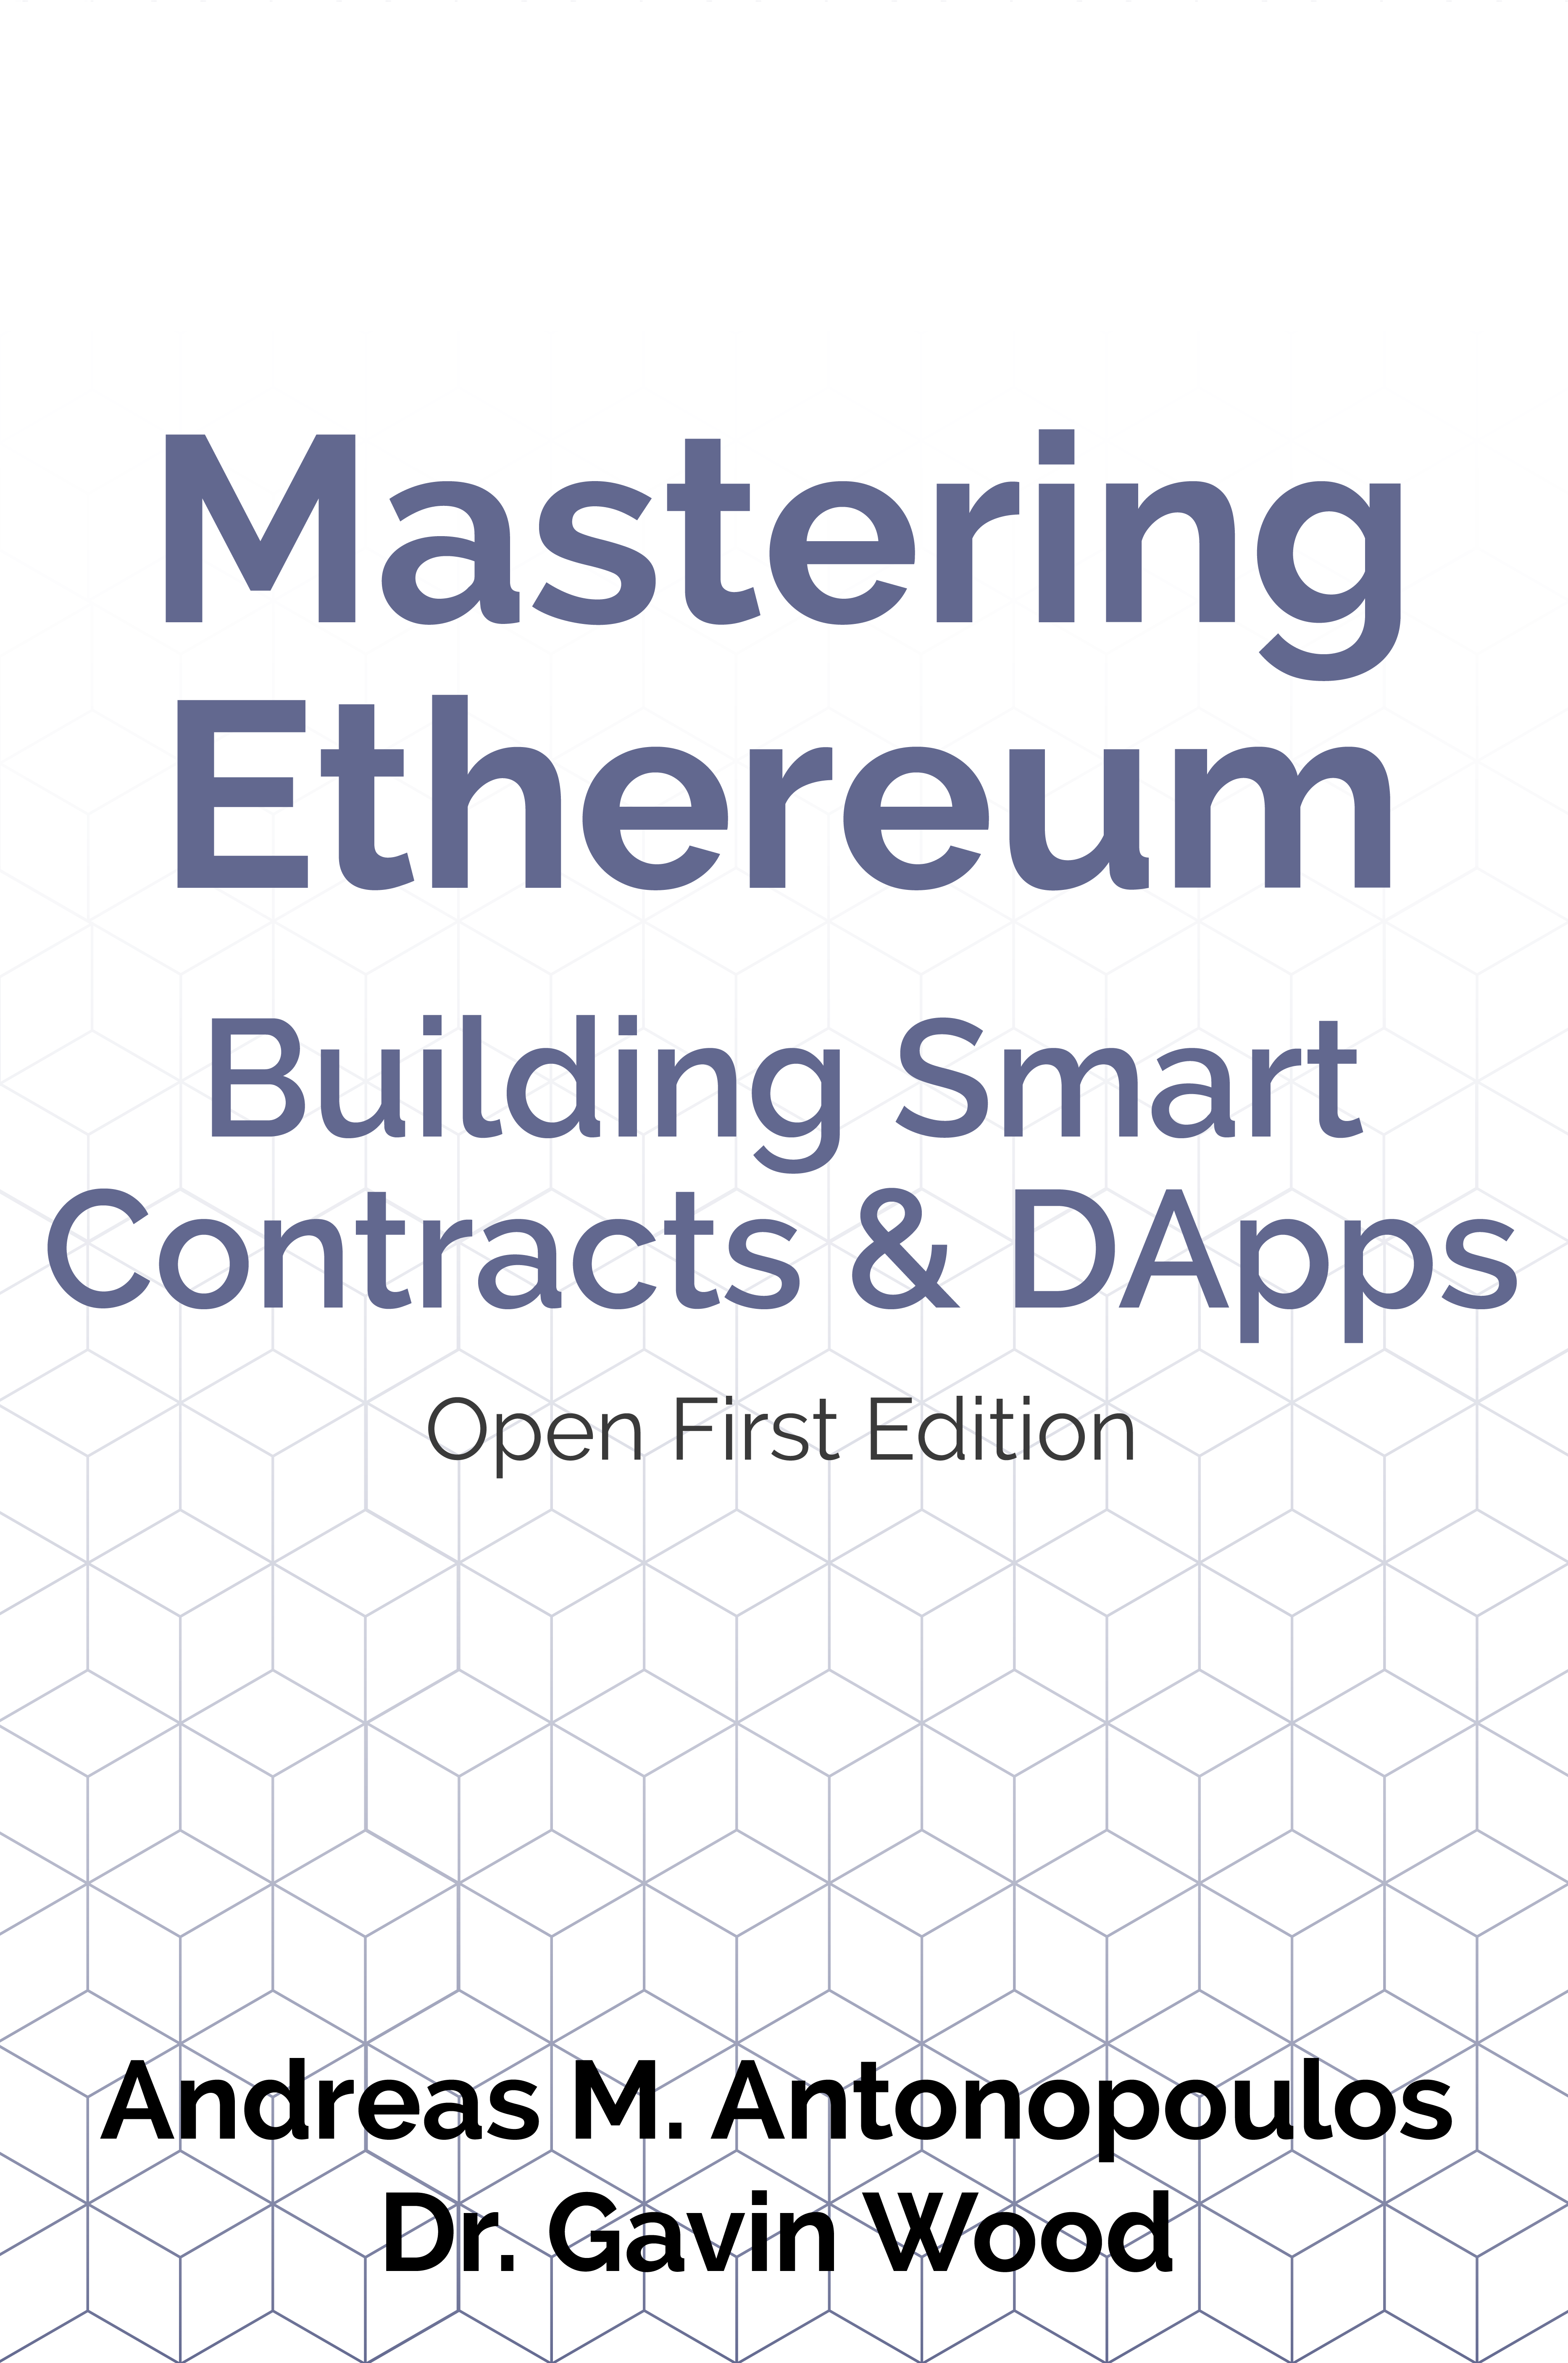 Mastering
Ethereum
Building Smart
Contracts & DApps
Open First Edition
Andreas M. Antonopoulos
Dr. Gavin Wood